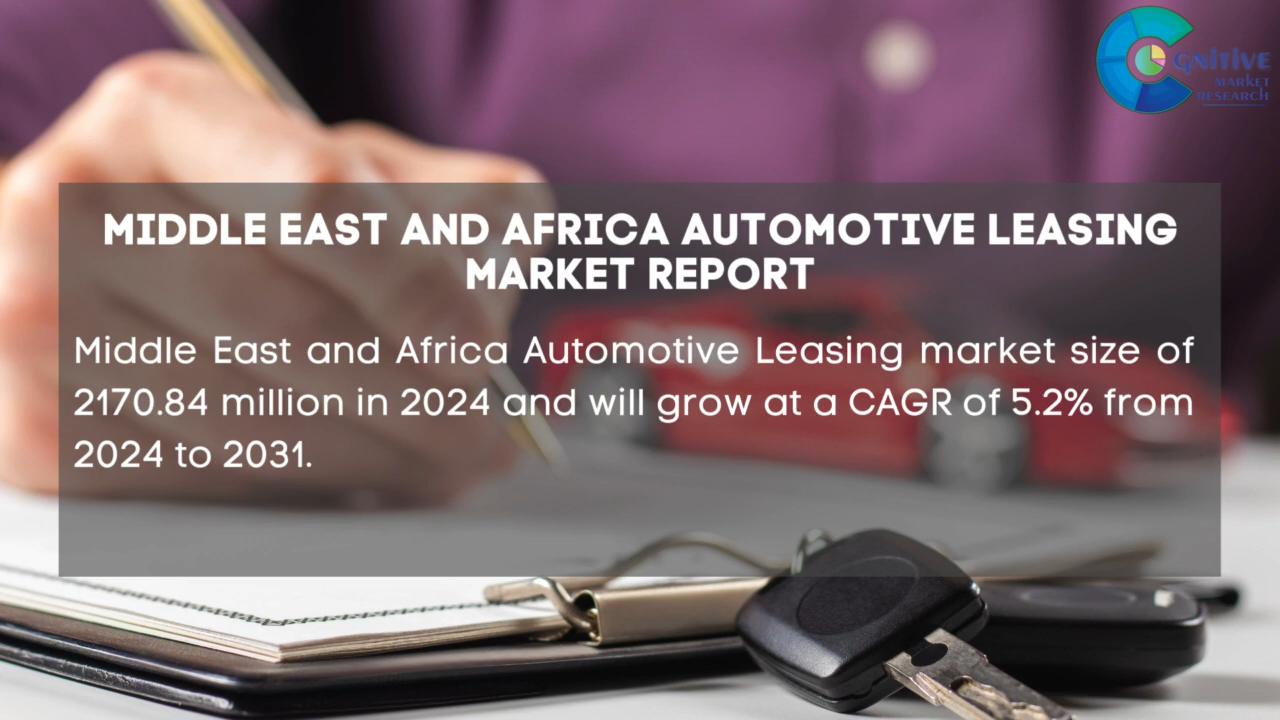 GNITIVE
MARKET
RESEARCH
MIDDLE EAST AND AFRICA AUTOMOTIVE LEASING
MARKET REPORT
Middle East and Africa Automotive Leasing market size of
2170.84 million in 2024 and will grow at a CAGR of 5.2% from
2024 to 2031.